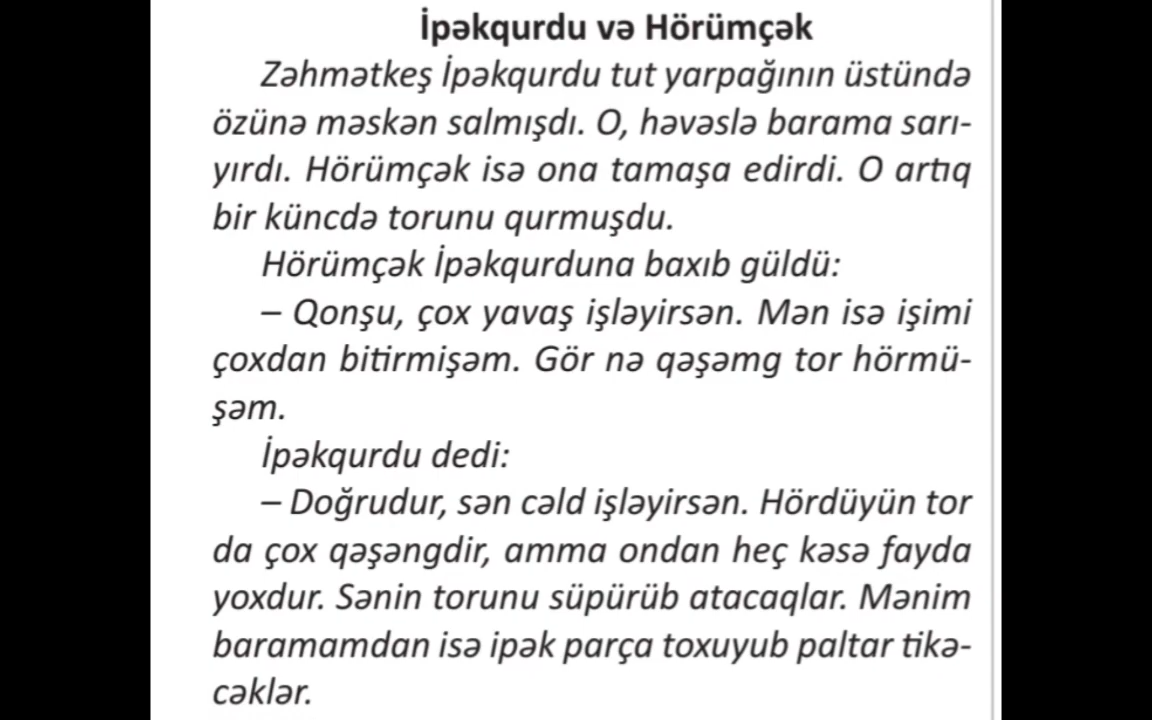 İpəkqurdu və Hörümçək
Zəhmətkeş İpəkqurdu tut yarpağının üstündə
özünə məskən salmışdı. O, həvəslə barama sarı-
yırdı. Hörümçək isə ona tamaşa edirdi. O artıq
bir küncdə torunu qurmuşdu.
Hörümçək İpəkqurduna baxıb güldü:
– Qonşu, çox yavaş işləyirsən. Mən isə işimi
çoxdan bitirmişəm. Gör nə qəşəmg tor hörmü-
şəm.
İpəkqurdu dedi:
– Doğrudur, sən cəld işləyirsən. Hördüyün tor
da çox qəşəngdir, amma ondan heç kəsə fayda
yoxdur. Sənin torunu süpürüb atacaqlar. Mənim
baramamdan isə ipək parça toxuyub paltar tikə-
cəklər.